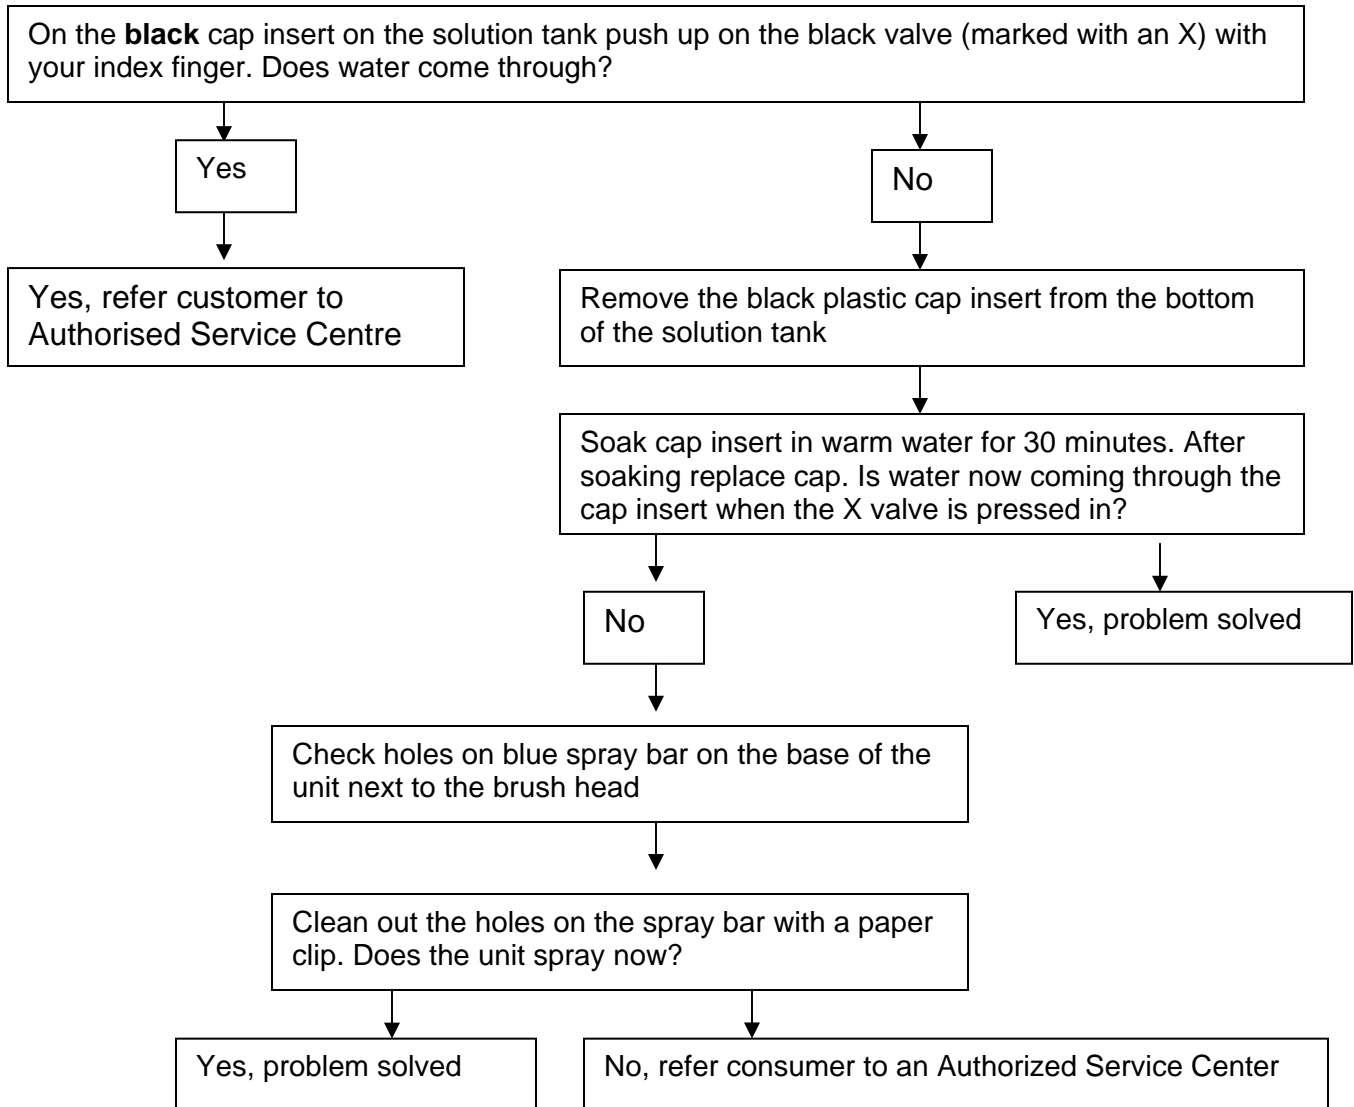 On the black cap insert on the solution tank push up on the black valve (marked with an X) with
your index finger. Does water come through?
Yes
No
Yes, refer customer to
Authorised Service Centre
Remove the black plastic cap insert from the bottom
of the solution tank
Soak cap insert in warm water for 30 minutes. After
soaking replace cap. Is water now coming through the
cap insert when the X valve is pressed in?
No
Yes, problem solved
Check holes on blue spray bar on the base of the
unit next to the brush head
Clean out the holes on the spray bar with a paper
clip. Does the unit spray now?
Yes, problem solved
No, refer consumer to an Authorized Service Center